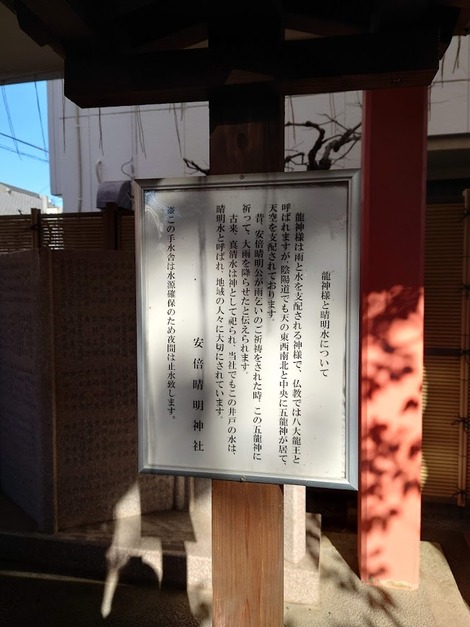 龍神様と晴明水について
龍神様は雨と水を支配される神様で、仏教では八大龍王と
呼ばれますが、陰陽道でも天の東西南北と中央に五龍神が居て、
天空を支配されております。
昔、安倍晴明公が雨乞いのご祈祷をされた時、この五龍神に
祈って、大雨を降らせたと伝えられます。
古来、真清水は神として祀られ、当社でもこの井戸の水は、
晴明水と呼ばれ、地域の人々に大切にされています。
安倍晴明神社
※この手水舎は水源確保のため夜間は止水致します。